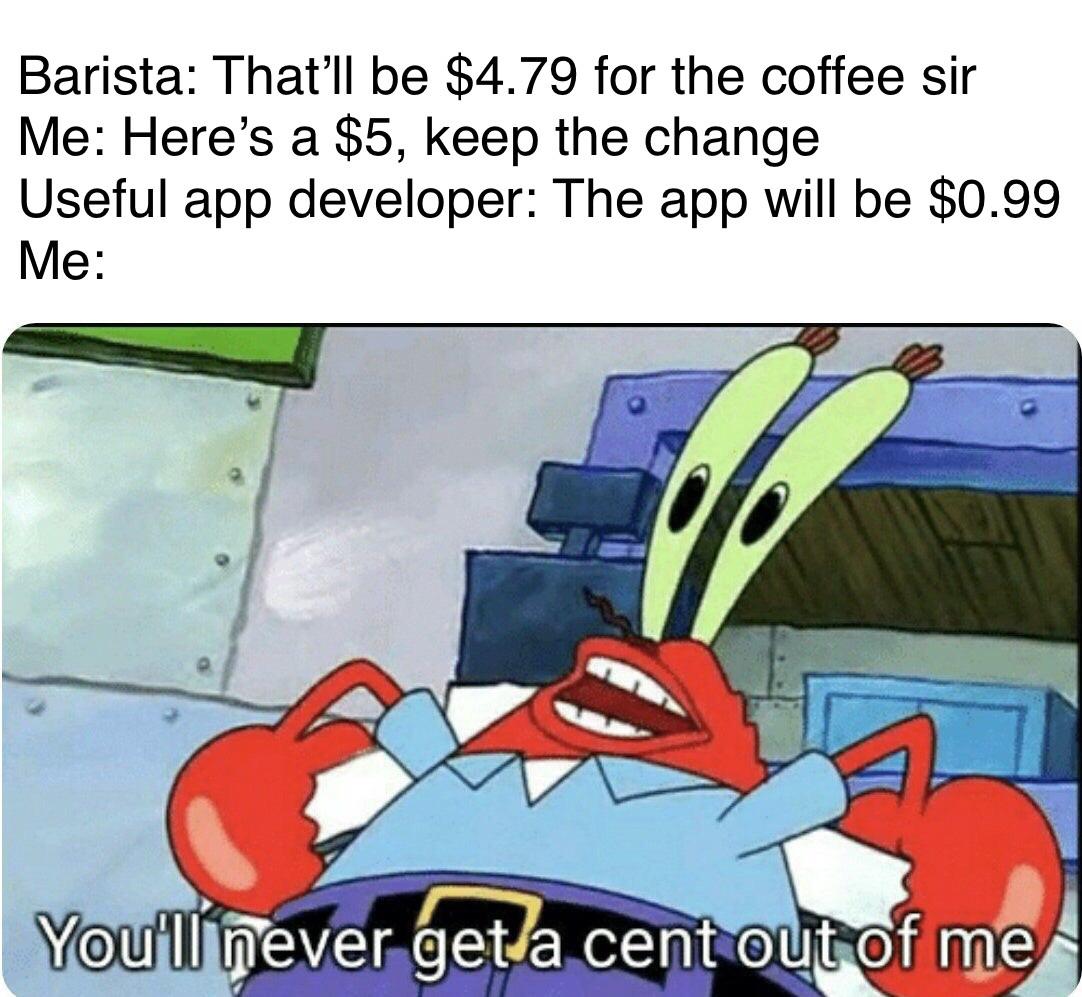 Barista: That’ll be $4.79 for the coffee sir
Me: Here’s a $5, keep the change
Useful app developer: The app will be $0.99
Me:
You'll never get a cent out of me